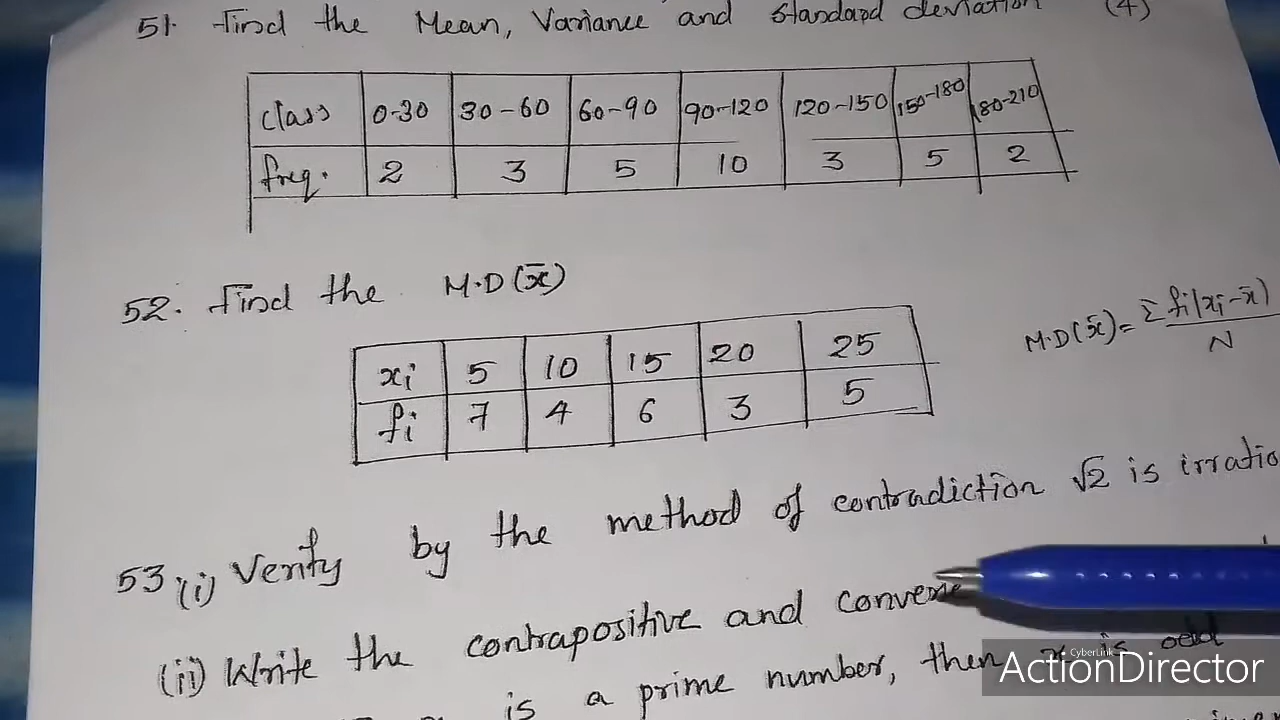 51. Find the Mean, Variance and Standard deviation (4)
Class 0-30 30-60 60-90 90-120 120-150 150-180 180-210
freq. 2 3 5 10 3 5 2
52. Find the M.D(x̄)
M.D(x̄) = Σ fi|xi-x̄| / N
xi 5 10 15 20 25
fi 7 4 6 3 5
53 (i) Verify by the method of contradiction √2 is irratio
(ii) Write the contrapositive and converse
is a prime number, then x is odd
CyberLink
ActionDirector